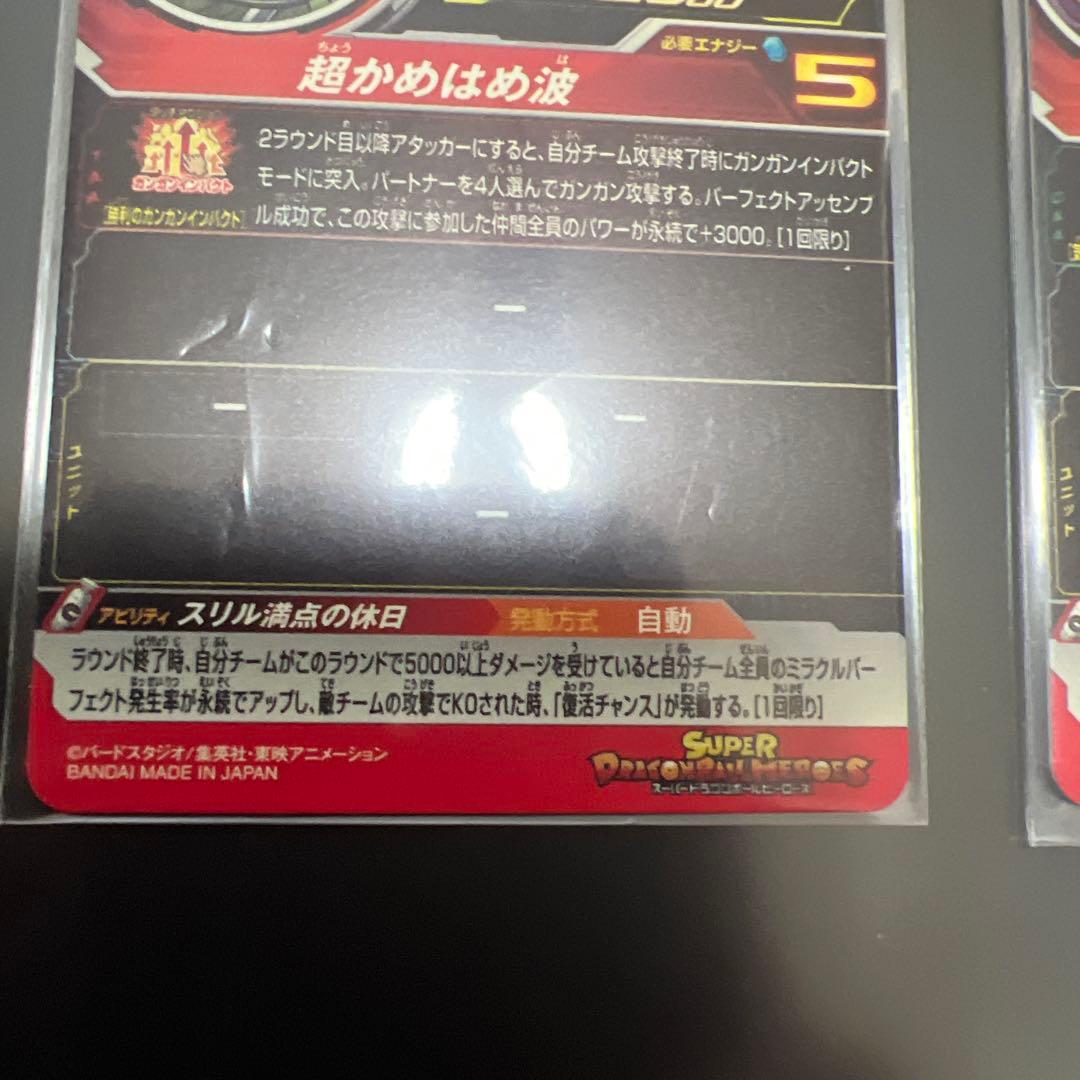 必要エナジー 5
超かめはめ波
ちょう は
ガンガンインパクト
[勝利のガンガンインパクト]
2ラウンド目以降アタッカーにすると、自分チーム攻撃終了時にガンガンインパクト
モードに突入。パートナーを4人選んでガンガン攻撃する。パーフェクトアッセンブ
ル成功で、この攻撃に参加した仲間全員のパワーが永続で+3000。[1回限り]
ー
ー ー
ユニット
ー
ユニット
アビリティ スリル満点の休日 発動方式 自動
ラウンド終了時、自分チームがこのラウンドで5000以上ダメージを受けていると自分チーム全員のミラクルパー
フェクト発生率が永続でアップし、敵チームの攻撃でKOされた時、「復活チャンス」が発動する。[1回限り]
©バードスタジオ/集英社・東映アニメーション
BANDAI MADE IN JAPAN
SUPER
DRAGONBALL HEROES
スーパードラゴンボールヒーローズ